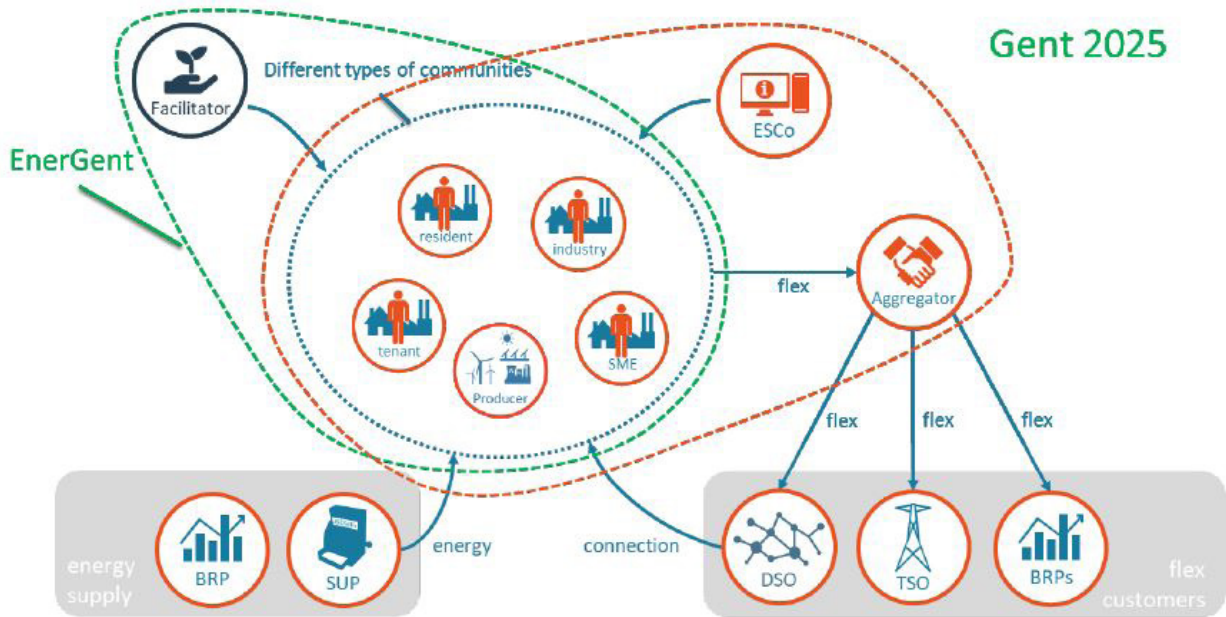 Gent 2025
Facilitator
Different types of communities
ESCo
EnerGent
resident
industry
flex
Aggregator
tenant
SME
Producer
flex
flex
flex
energy
supply
BRP
SUP
energy
connection
DSO
TSO
BRPs
flex
customers